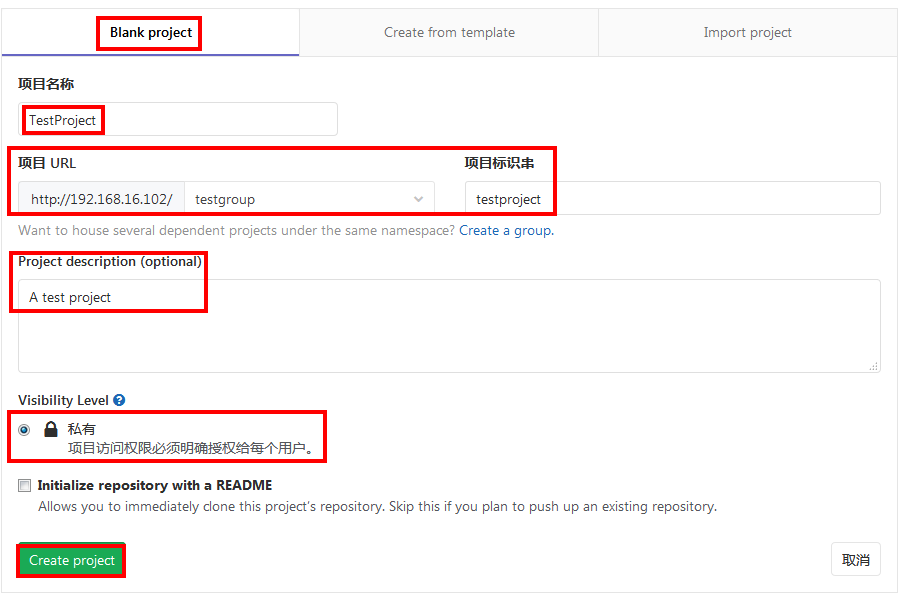 Blank project
Create from template
Import project
项目名称
TestProject
项目 URL
项目标识串
http://192.168.16.102/
testgroup
testproject
Want to house several dependent projects under the same namespace? Create a group.
Project description (optional)
A test project
Visibility Level
私有
项目访问权限必须明确授权给每个用户。
Initialize repository with a README
Allows you to immediately clone this project's repository. Skip this if you plan to push up an existing repository.
Create project
取消